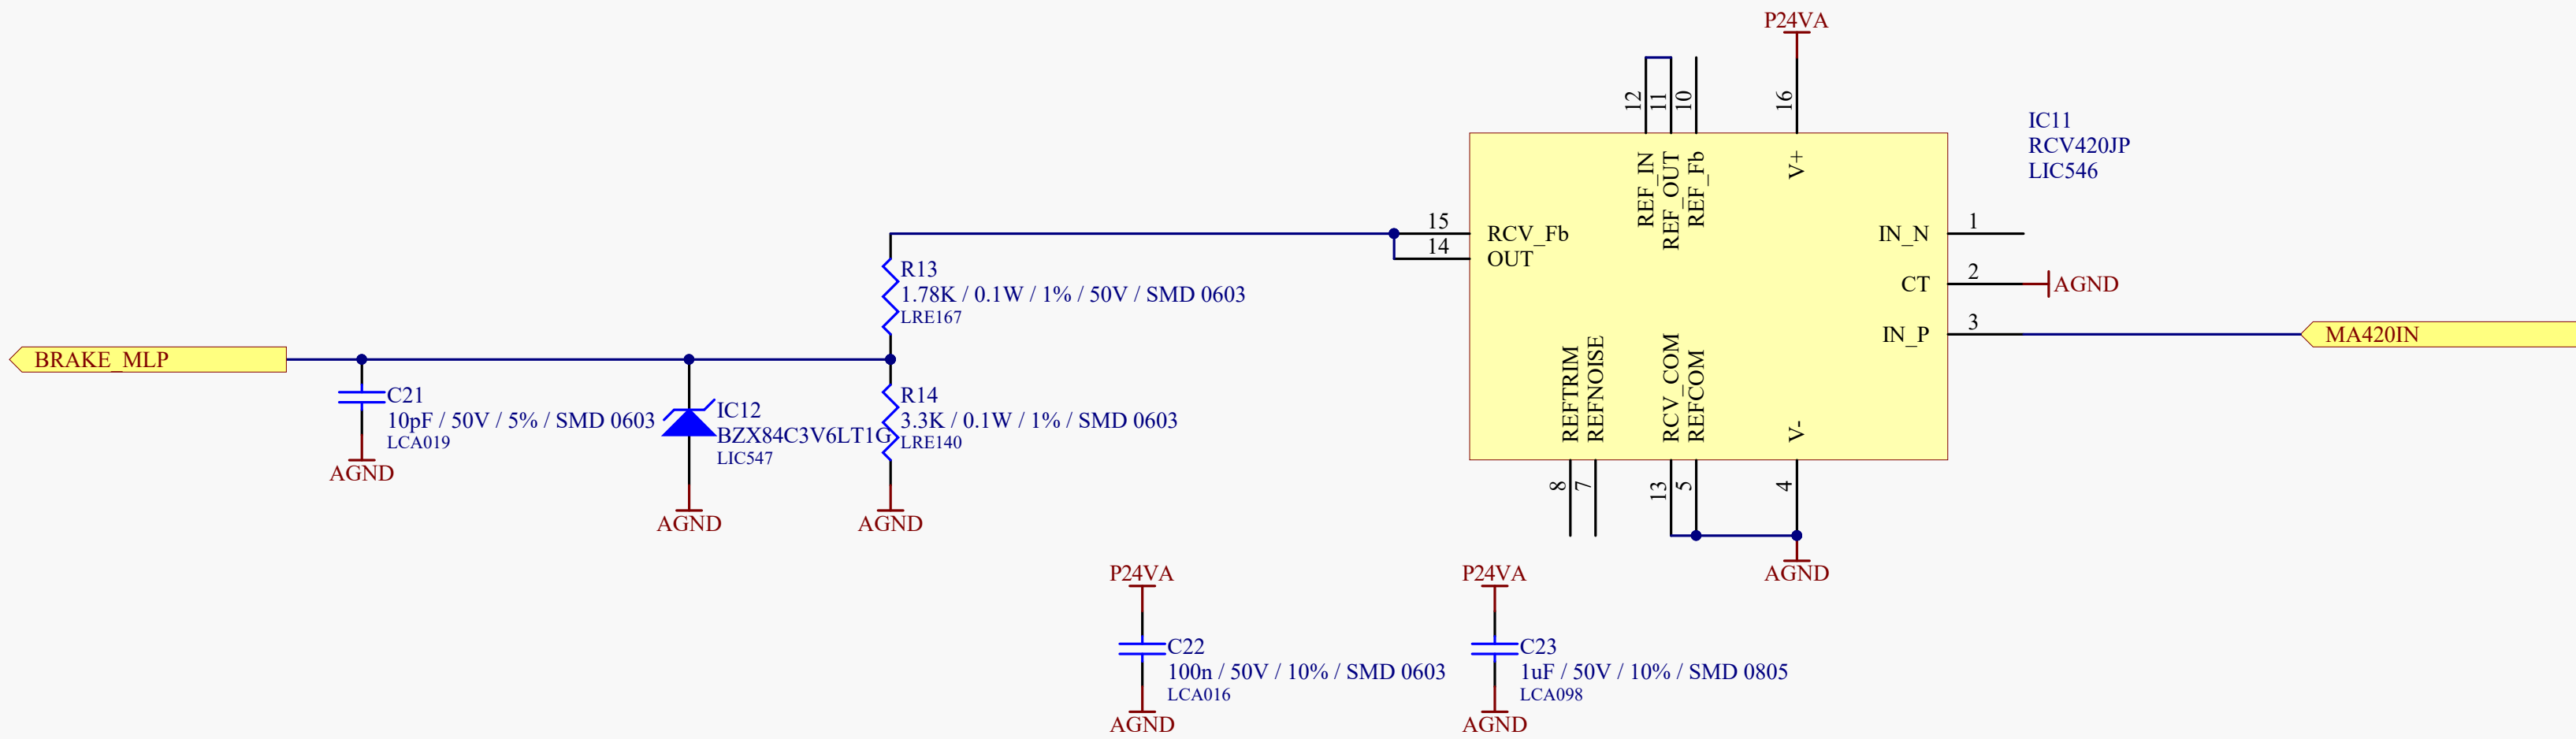 P24VA
12
11
10
16
REF_IN
REF_OUT
REF_Fb
V+
IC11
RCV420JP
LIC546
15
RCV_Fb
14
OUT
IN_N
1
CT
2
AGND
IN_P
3
MA420IN
R13
1.78K / 0.1W / 1% / 50V / SMD 0603
LRE167
BRAKE_MLP
C21
10pF / 50V / 5% / SMD 0603
LCA019
AGND
IC12
BZX84C3V6LT1G
LIC547
AGND
R14
3.3K / 0.1W / 1% / SMD 0603
LRE140
AGND
REFTRIM
REFNOISE
RCV_COM
REFCOM
V-
8
7
13
5
4
AGND
P24VA
C22
100n / 50V / 10% / SMD 0603
LCA016
AGND
P24VA
C23
1uF / 50V / 10% / SMD 0805
LCA098
AGND